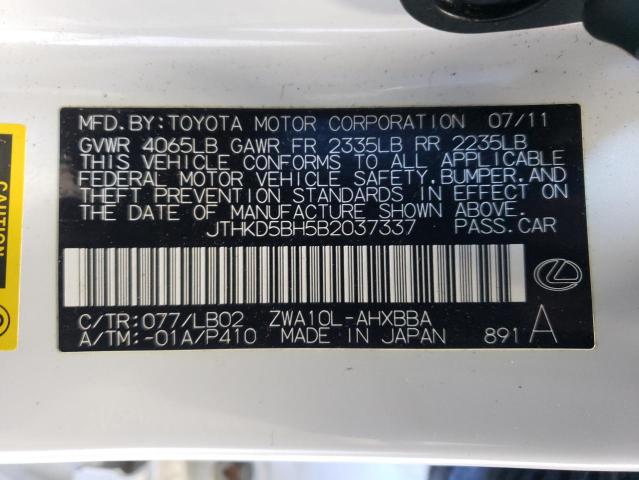 MFD. BY: TOYOTA MOTOR CORPORATION 07/11
GVWR 4065LB GAWR FR 2335LB RR 2235LB
THIS VEHICLE CONFORMS TO ALL APPLICABLE
FEDERAL MOTOR VEHICLE SAFETY, BUMPER, AND
THEFT PREVENTION STANDARDS IN EFFECT ON
THE DATE OF MANUFACTURE SHOWN ABOVE.
JTHKD5BH5B2037337 PASS.CAR
C/TR: 077/LB02 ZWA10L-AHXBBA
A/TM: -01A/P410 MADE IN JAPAN 891 A